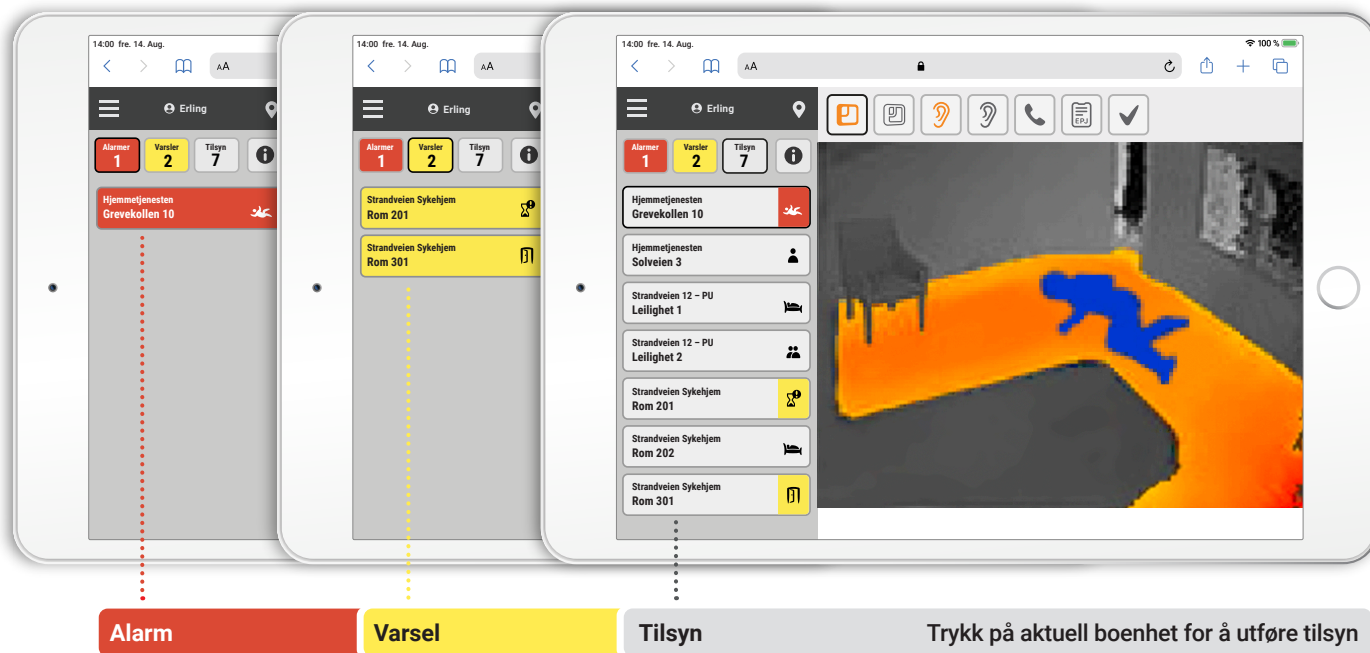 14:00 fre. 14. Aug.
AA
Erling
Alarmer
1
Varsler
2
Tilsyn
7
Hjemmetjenesten
Grevekollen 10
14:00 fre. 14. Aug.
AA
Erling
Alarmer
1
Varsler
2
Tilsyn
7
Strandveien Sykehjem
Rom 201
Strandveien Sykehjem
Rom 301
14:00 fre. 14. Aug.
100 %
AA
Erling
Alarmer
1
Varsler
2
Tilsyn
7
EPJ
Hjemmetjenesten
Grevekollen 10
Hjemmetjenesten
Solveien 3
Strandveien 12 – PU
Leilighet 1
Strandveien 12 – PU
Leilighet 2
Strandveien Sykehjem
Rom 201
Strandveien Sykehjem
Rom 202
Strandveien Sykehjem
Rom 301
Alarm
Varsel
Tilsyn
Trykk på aktuell boenhet for å utføre tilsyn